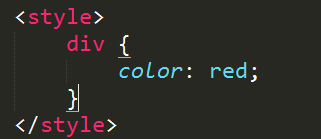 <style>
    div {
        color: red;
    }
</style>